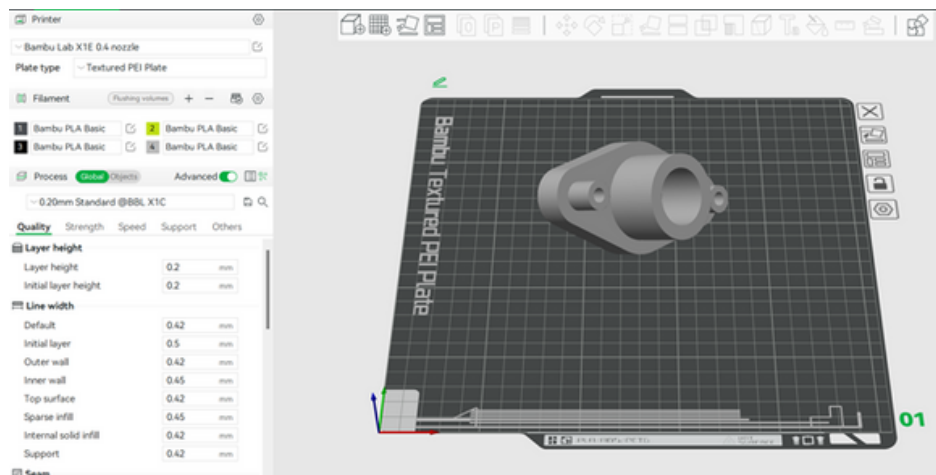 Printer
Bambu Lab X1E 0.4 nozzle
Plate type Textured PEI Plate
Filament Flushing volumes + −
1 Bambu PLA Basic 2 Bambu PLA Basic
3 Bambu PLA Basic 4 Bambu PLA Basic
Process Global Objects Advanced
0.20mm Standard @BBL X1C
Quality Strength Speed Support Others
Layer height
Layer height 0.2 mm
Initial layer height 0.2 mm
Line width
Default 0.42 mm
Initial layer 0.5 mm
Outer wall 0.42 mm
Inner wall 0.45 mm
Top surface 0.42 mm
Sparse infill 0.45 mm
Internal solid infill 0.42 mm
Support 0.42 mm
Seam
Bambu Textured PEI Plate
01